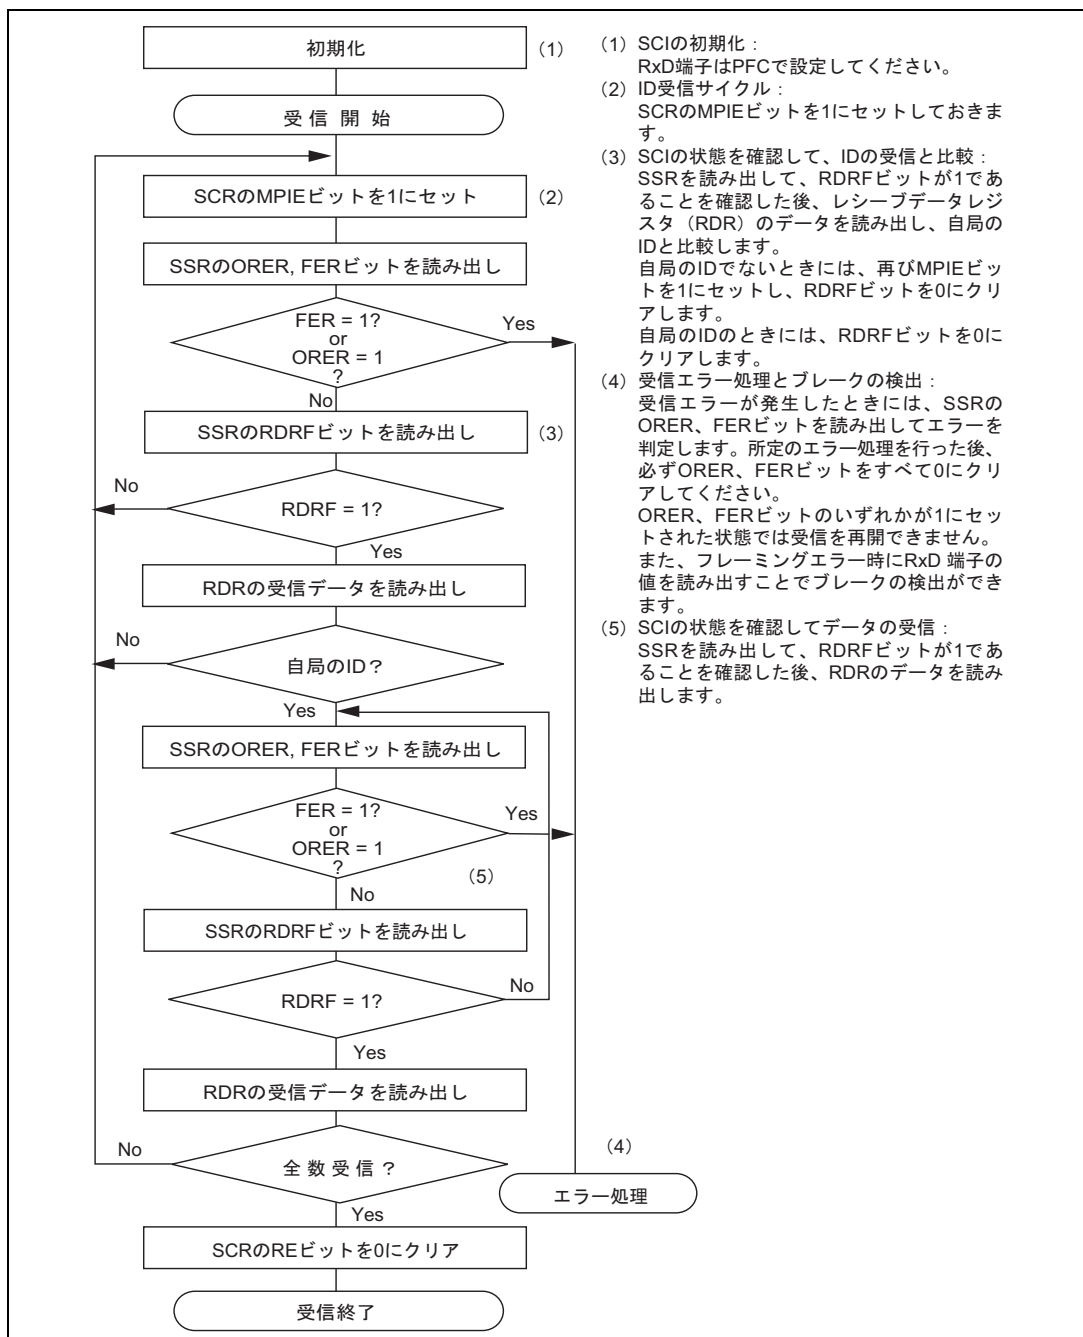 初期化
(1)
受 信 開 始
SCRのMPIEビットを1にセット
(2)
SSRのORER, FERビットを読み出し
FER = 1?
or
ORER = 1
?
Yes
No
SSRのRDRFビットを読み出し
(3)
No
RDRF = 1?
Yes
RDRの受信データを読み出し
No
自局のID?
Yes
SSRのORER, FERビットを読み出し
FER = 1?
or
ORER = 1
?
Yes
(5)
No
SSRのRDRFビットを読み出し
RDRF = 1?
No
Yes
RDRの受信データを読み出し
No
全 数 受 信 ?
(4)
エラー処理
Yes
SCRのREビットを0にクリア
受信終了
(1) SCIの初期化:
RxD端子はPFCで設定してください。
(2) ID受信サイクル:
SCRのMPIEビットを1にセットしておきま
す。
(3) SCIの状態を確認して、IDの受信と比較:
SSRを読み出して、RDRFビットが1であ
ることを確認した後、レシーブデータレジ
スタ(RDR)のデータを読み出し、自局の
IDと比較します。
自局のIDでないときには、再びMPIEビッ
トを1にセットし、RDRFビットを0にクリ
アします。
自局のIDのときには、RDRFビットを0に
クリアします。
(4) 受信エラー処理とブレークの検出:
受信エラーが発生したときには、SSRの
ORER、FERビットを読み出してエラーを
判定します。所定のエラー処理を行った後、
必ずORER、FERビットをすべて0にクリ
アしてください。
ORER、FERビットのいずれかが1にセッ
トされた状態では受信を再開できません。
また、フレーミングエラー時にRxD 端子の
値を読み出すことでブレークの検出ができ
ます。
(5) SCIの状態を確認してデータの受信:
SSRを読み出して、RDRFビットが1であ
ることを確認した後、RDRのデータを読み
出します。